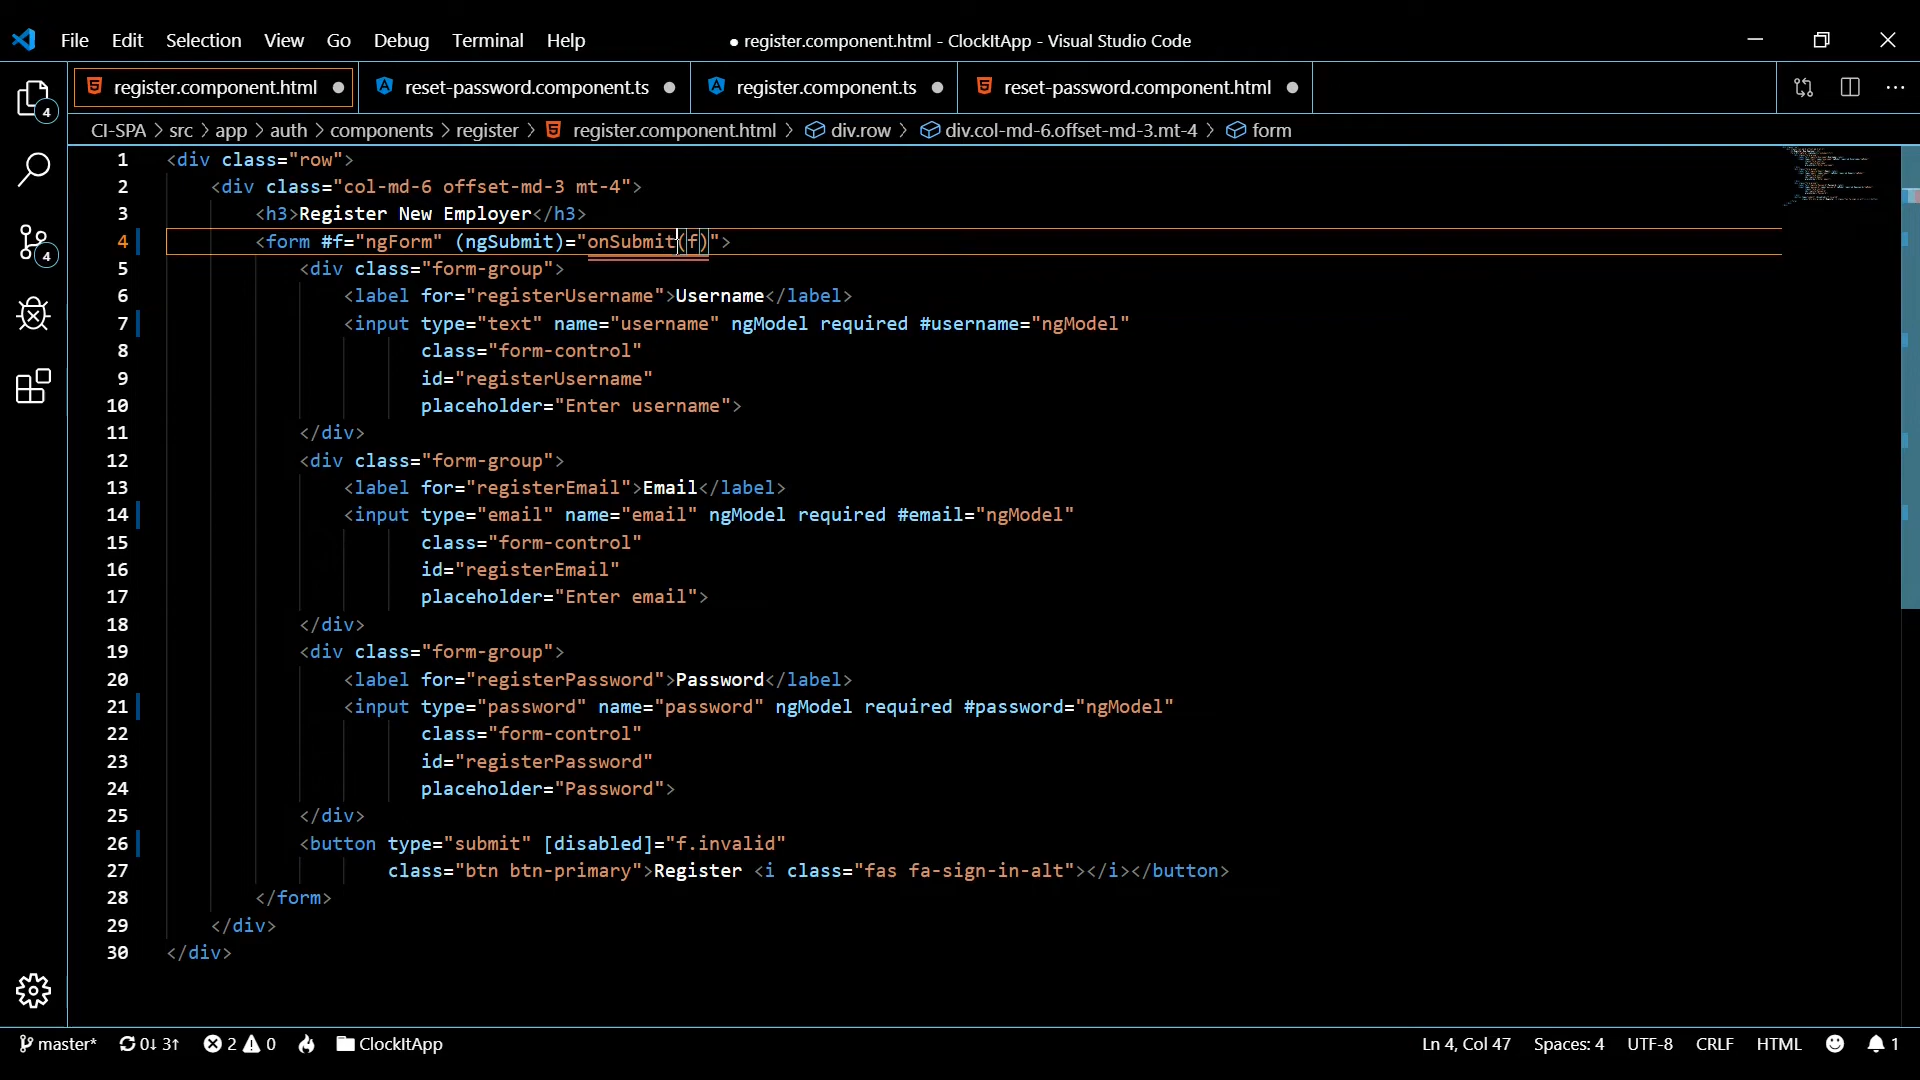 File Edit Selection View Go Debug Terminal Help ● register.component.html - ClockItApp - Visual Studio Code
register.component.html ● reset-password.component.ts ● register.component.ts ● reset-password.component.html ●
CI-SPA > src > app > auth > components > register > register.component.html > div.row > div.col-md-6.offset-md-3.mt-4 > form
4
4
1 <div class="row">
2 <div class="col-md-6 offset-md-3 mt-4">
3 <h3>Register New Employer</h3>
4 <form #f="ngForm" (ngSubmit)="onSubmit(f)">
5 <div class="form-group">
6 <label for="registerUsername">Username</label>
7 <input type="text" name="username" ngModel required #username="ngModel"
8 class="form-control"
9 id="registerUsername"
10 placeholder="Enter username">
11 </div>
12 <div class="form-group">
13 <label for="registerEmail">Email</label>
14 <input type="email" name="email" ngModel required #email="ngModel"
15 class="form-control"
16 id="registerEmail"
17 placeholder="Enter email">
18 </div>
19 <div class="form-group">
20 <label for="registerPassword">Password</label>
21 <input type="password" name="password" ngModel required #password="ngModel"
22 class="form-control"
23 id="registerPassword"
24 placeholder="Password">
25 </div>
26 <button type="submit" [disabled]="f.invalid"
27 class="btn btn-primary">Register <i class="fas fa-sign-in-alt"></i></button>
28 </form>
29 </div>
30 </div>
master* 0↓ 3↑ 2 0 ClockItApp Ln 4, Col 47 Spaces: 4 UTF-8 CRLF HTML 1